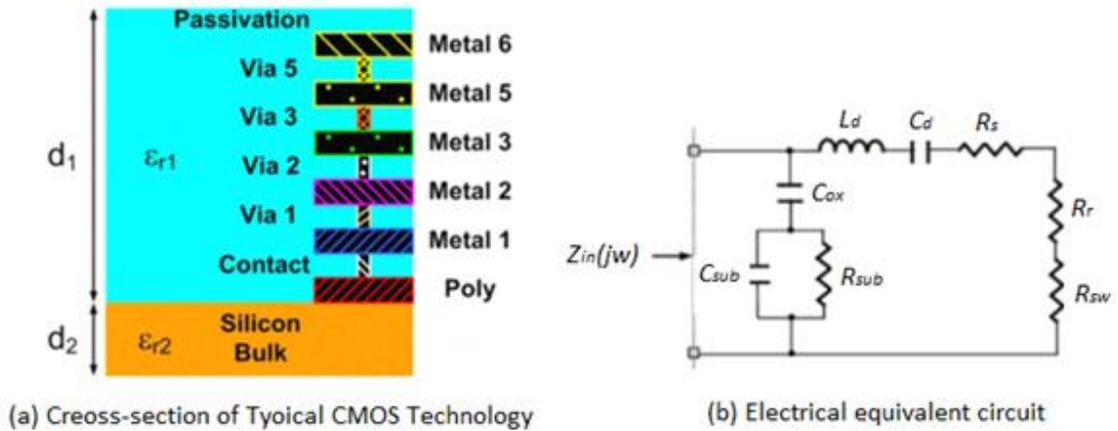 Passivation
Metal 6
Via 5
Metal 5
Via 3
Metal 3
d1
εr1
Via 2
Metal 2
Via 1
Metal 1
Contact
Poly
d2
εr2
Silicon
Bulk
(a) Creoss-section of Tyoical CMOS Technology
Ld
Cd
Rs
Cox
Rr
Zin(jw)
Csub
Rsub
Rsw
(b) Electrical equivalent circuit